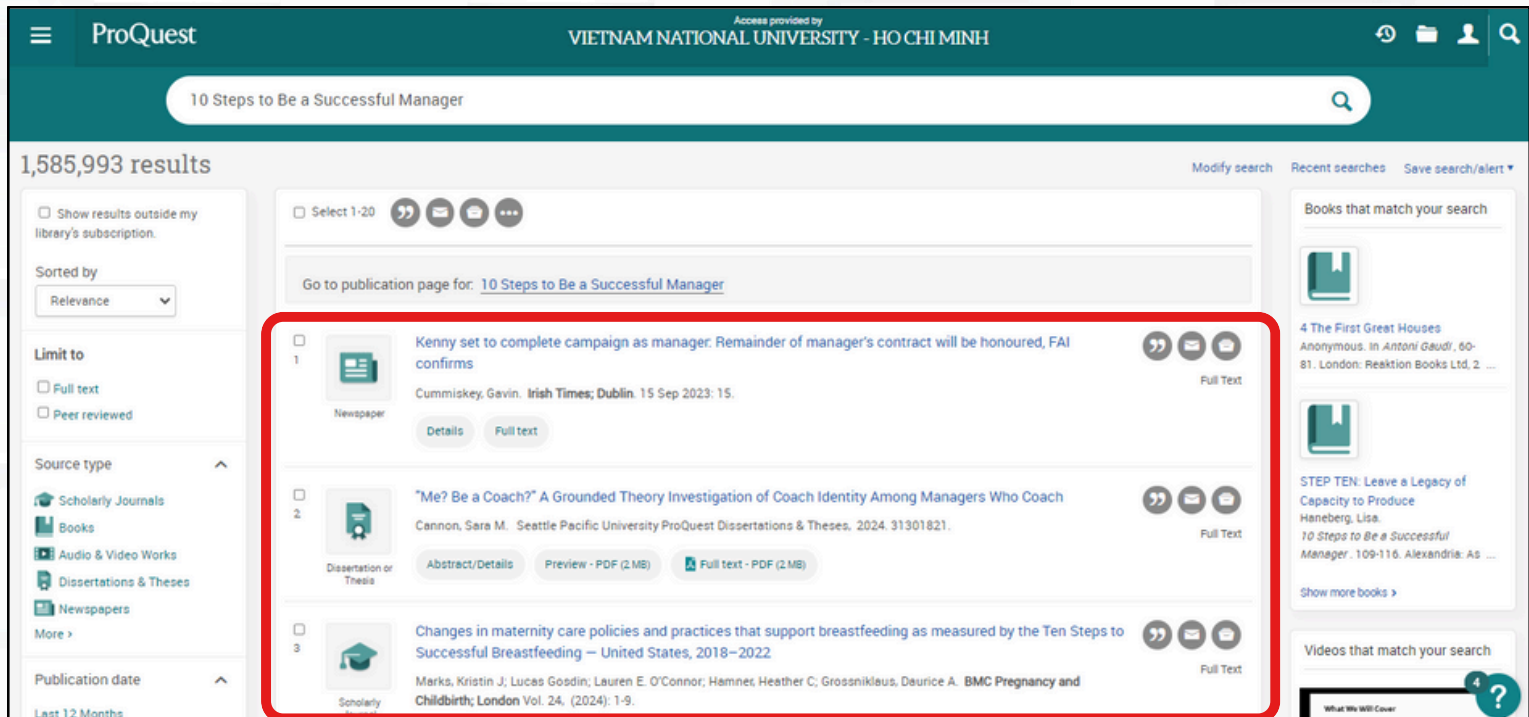 ProQuest
Access provided by
VIETNAM NATIONAL UNIVERSITY - HO CHI MINH
10 Steps to Be a Successful Manager
1,585,993 results
Modify search
Recent searches
Save search/alert
Show results outside my
library's subscription.
Sorted by
Relevance
Limit to
Full text
Peer reviewed
Source type
Scholarly Journals
Books
Audio & Video Works
Dissertations & Theses
Newspapers
More >
Publication date
Last 12 Months
Select 1-20
Go to publication page for: 10 Steps to Be a Successful Manager
1
Newspaper
Kenny set to complete campaign as manager: Remainder of manager's contract will be honoured, FAI
confirms
Cummiskey, Gavin. Irish Times; Dublin. 15 Sep 2023: 15.
Details
Full text
Full Text
2
Dissertation or
Thesis
"Me? Be a Coach?" A Grounded Theory Investigation of Coach Identity Among Managers Who Coach
Cannon, Sara M. Seattle Pacific University ProQuest Dissertations & Theses, 2024. 31301821.
Abstract/Details
Preview - PDF (2 MB)
Full text - PDF (2 MB)
Full Text
3
Scholarly
Changes in maternity care policies and practices that support breastfeeding as measured by the Ten Steps to
Successful Breastfeeding — United States, 2018–2022
Marks, Kristin J; Lucas Gosdin; Lauren E. O'Connor; Hamner, Heather C; Grossniklaus, Daurice A. BMC Pregnancy and
Childbirth; London Vol. 24, (2024): 1-9.
Full Text
Books that match your search
4 The First Great Houses
Anonymous. In Antoni Gaudí, 60-
81. London: Reaktion Books Ltd, 2 ...
STEP TEN: Leave a Legacy of
Capacity to Produce
Haneberg, Lisa.
10 Steps to Be a Successful
Manager. 109-116. Alexandria: As ...
Show more books >
Videos that match your search
What We Will Cover
4
?